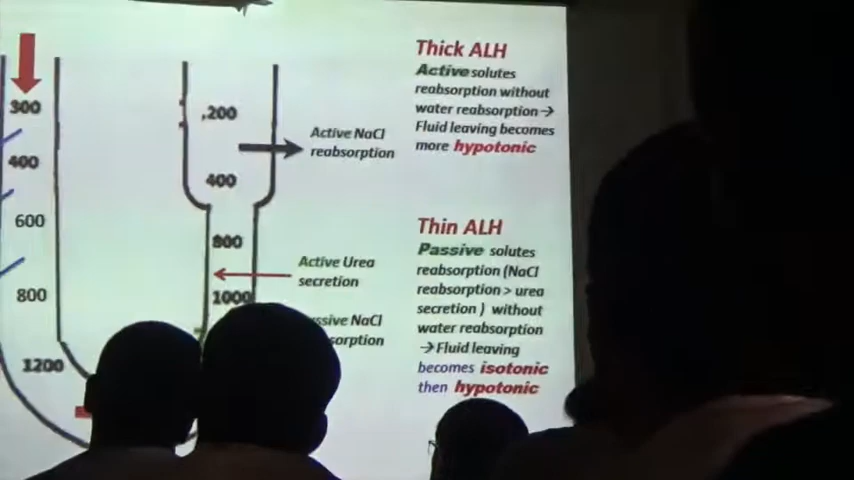 300
400
600
800
1200
,200
400
800
1000
Active NaCl
reabsorption
Active Urea
secretion
NaCl
Thick ALH
Active solutes
reabsorption without
water reabsorption→
Fluid leaving becomes
more hypotonic
Thin ALH
Passive solutes
reabsorption (NaCl
reabsorption > urea
secretion ) without
water reabsorption
→Fluid leaving
becomes isotonic
then hypotonic